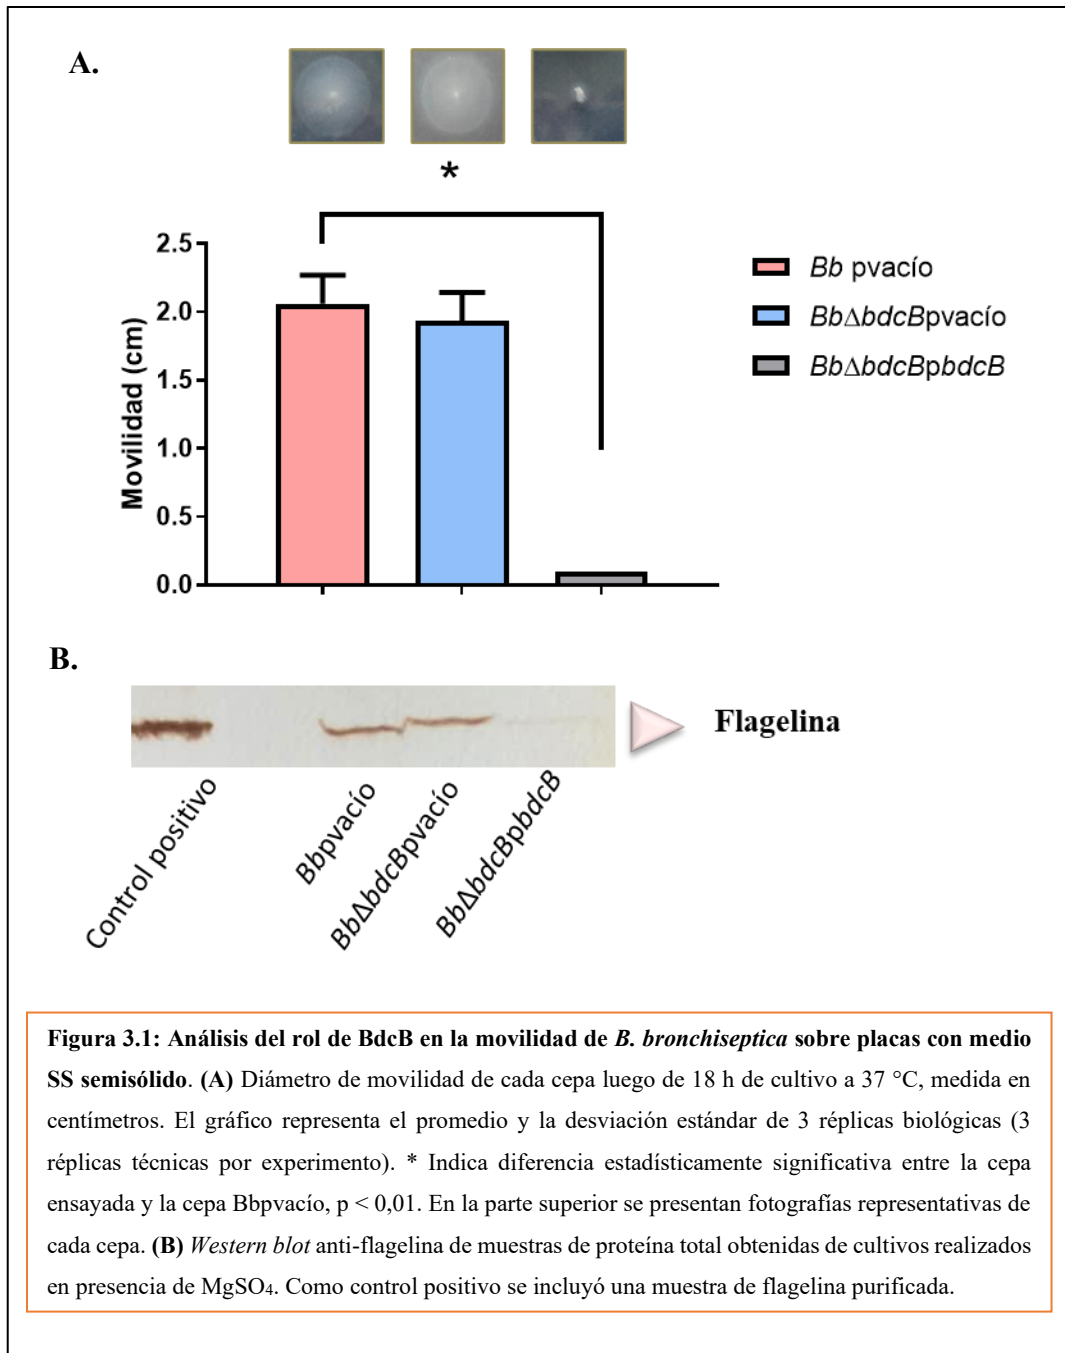 A.
*
2.5
2.0
1.5
1.0
0.5
0.0
Movilidad (cm)
Bb pvacío
BbΔbdcBpvacío
BbΔbdcBpbdcB
B.
Flagelina
Control positivo
Bbpvacío
BbΔbdcBpvacío
BbΔbdcBpbdcB
Figura 3.1: Análisis del rol de BdcB en la movilidad de B. bronchiseptica sobre placas con medio
SS semisólido. (A) Diámetro de movilidad de cada cepa luego de 18 h de cultivo a 37 °C, medida en
centímetros. El gráfico representa el promedio y la desviación estándar de 3 réplicas biológicas (3
réplicas técnicas por experimento). * Indica diferencia estadísticamente significativa entre la cepa
ensayada y la cepa Bbpvacío, p < 0,01. En la parte superior se presentan fotografías representativas de
cada cepa. (B) Western blot anti-flagelina de muestras de proteína total obtenidas de cultivos realizados
en presencia de MgSO₄. Como control positivo se incluyó una muestra de flagelina purificada.